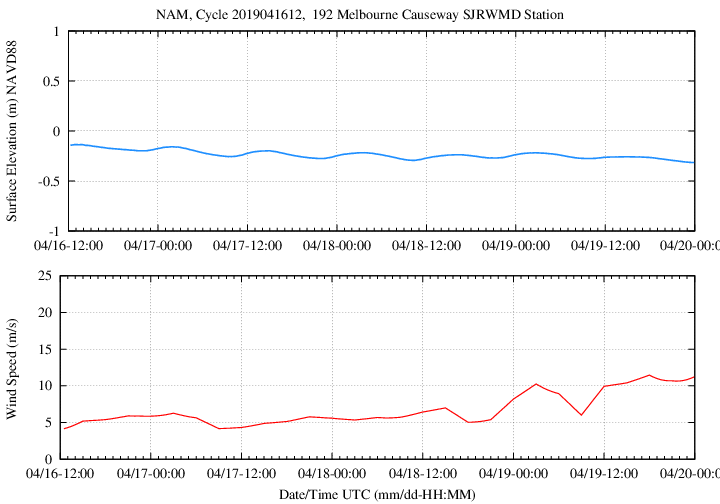 NAM, Cycle 2019041612, 192 Melbourne Causeway SJRWMD Station
Surface Elevation (m) NAVD88
1
0.5
0
-0.5
-1
04/16-12:00 04/17-00:00 04/17-12:00 04/18-00:00 04/18-12:00 04/19-00:00 04/19-12:00 04/20-00:0
Wind Speed (m/s)
25
20
15
10
5
0
04/16-12:00 04/17-00:00 04/17-12:00 04/18-00:00 04/18-12:00 04/19-00:00 04/19-12:00 04/20-00:0
Date/Time UTC (mm/dd-HH:MM)